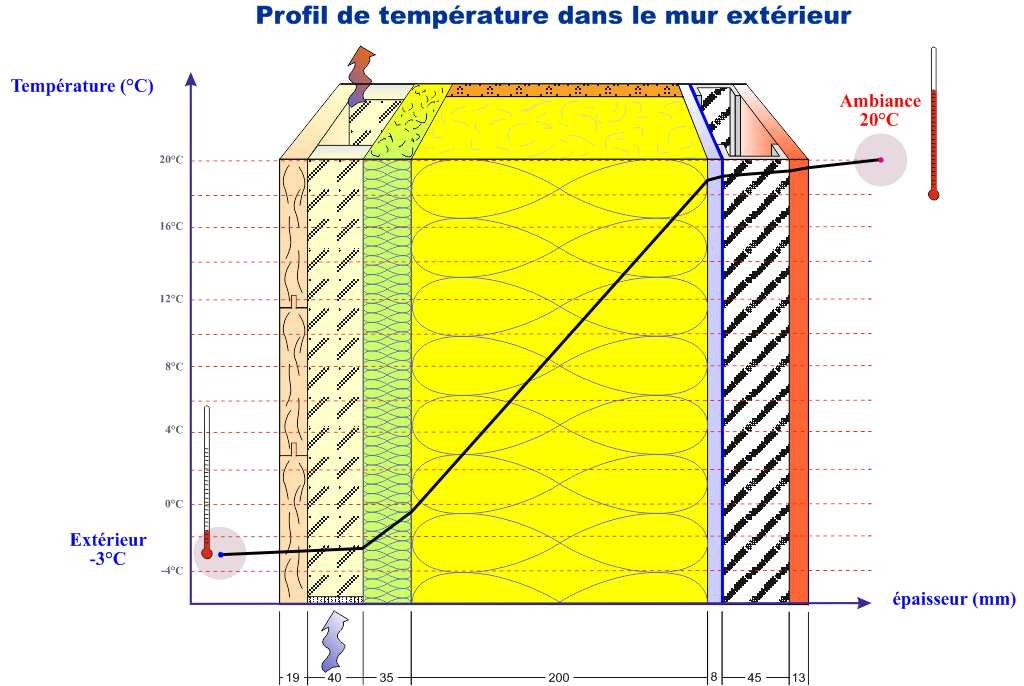 Profil de température dans le mur extérieur
Température (°C)
Ambiance
20°C
20°C
16°C
12°C
8°C
4°C
0°C
-4°C
Extérieur
-3°C
épaisseur (mm)
19 40 35 200 8 45 13